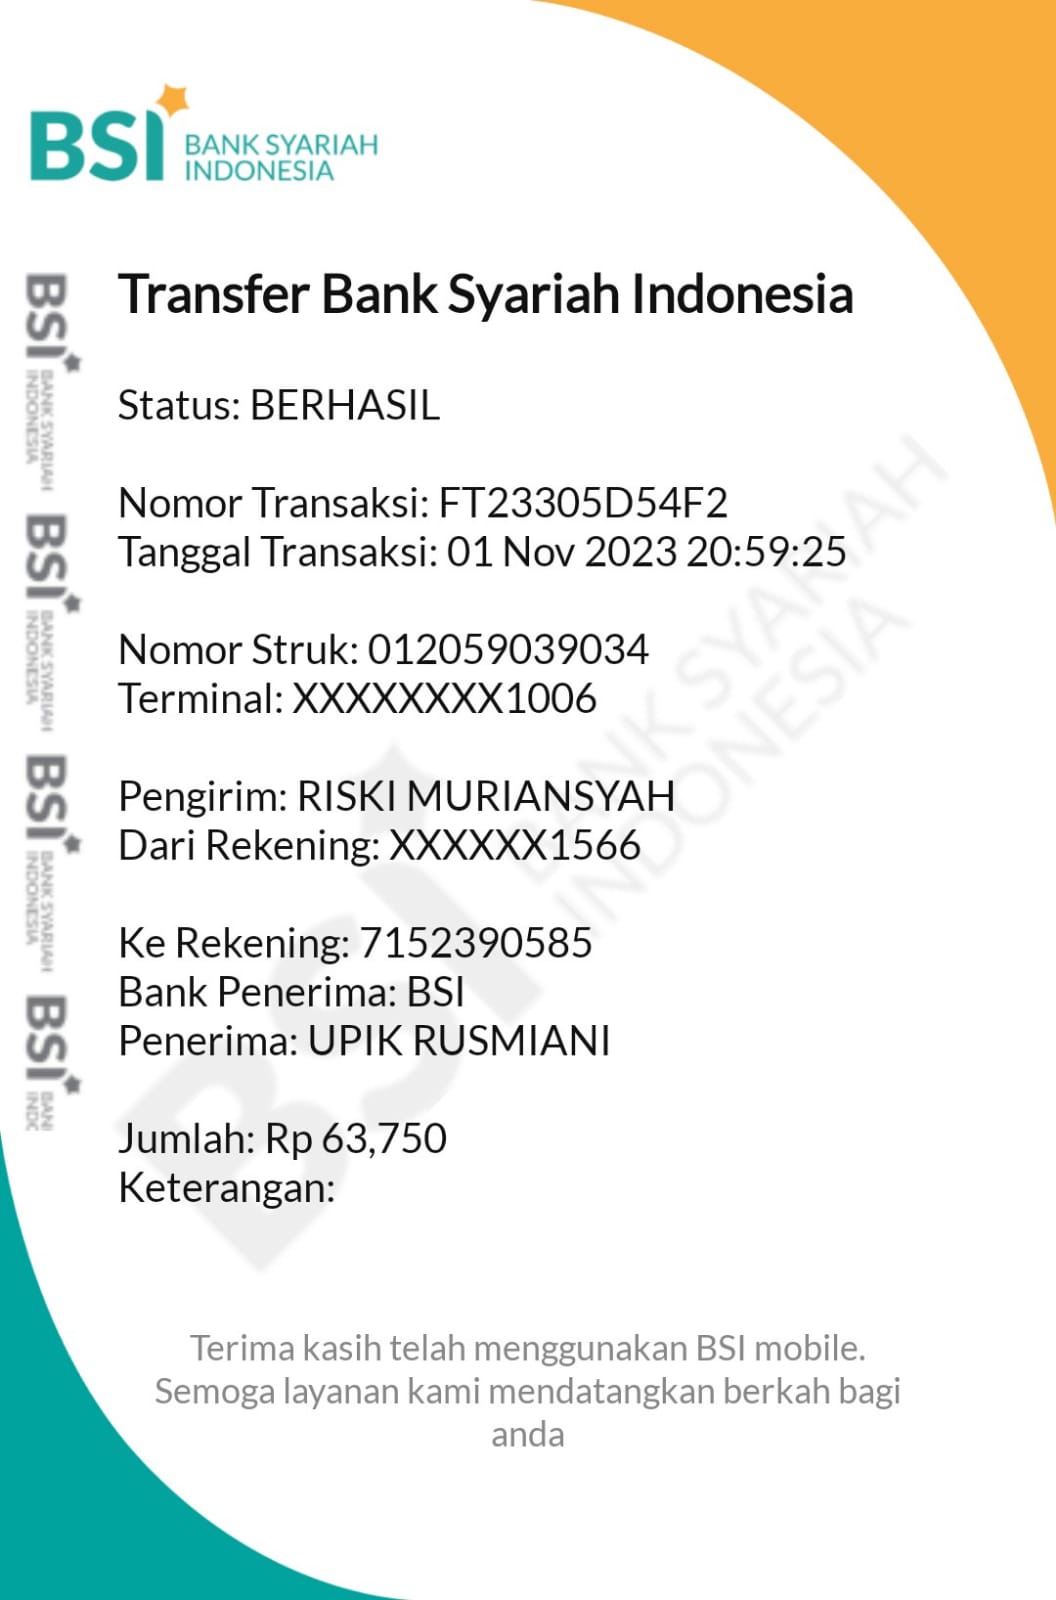 BSI BANK SYARIAH
INDONESIA
Transfer Bank Syariah Indonesia
Status: BERHASIL
Nomor Transaksi: FT23305D54F2
Tanggal Transaksi: 01 Nov 2023 20:59:25
Nomor Struk: 012059039034
Terminal: XXXXXXXX1006
Pengirim: RISKI MURIANSYAH
Dari Rekening: XXXXXX1566
Ke Rekening: 7152390585
Bank Penerima: BSI
Penerima: UPIK RUSMIANI
Jumlah: Rp 63,750
Keterangan:
Terima kasih telah menggunakan BSI mobile.
Semoga layanan kami mendatangkan berkah bagi
anda
BSI BANK SYARIAH
INDONESIA
BSI BANK SYARIAH
INDONESIA
BSI BANK SYARIAH
INDONESIA
BSI BANK SYARIAH
INDONESIA
BSI BAN
INDO